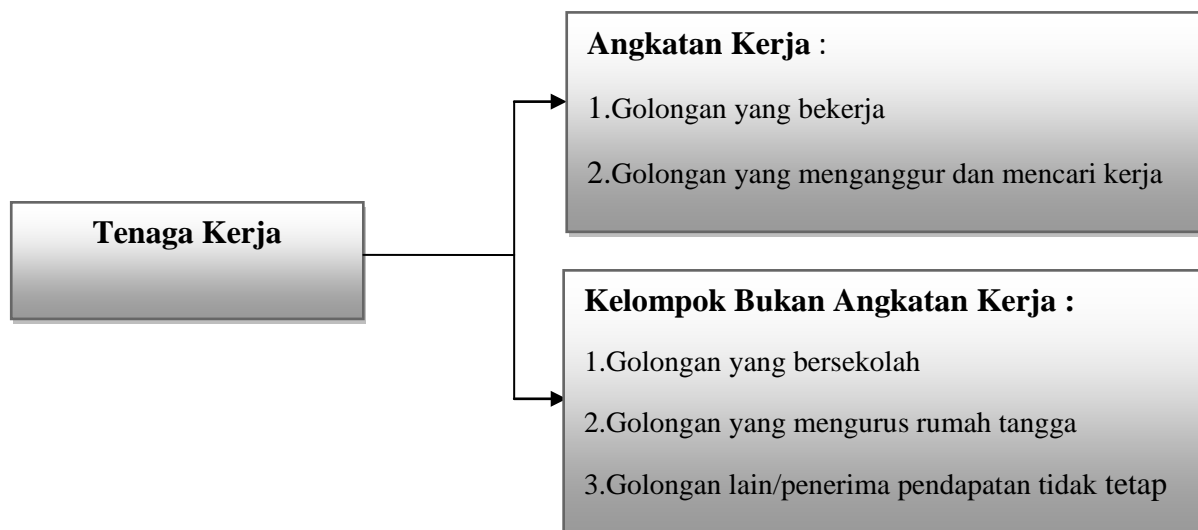 Tenaga Kerja
Angkatan Kerja :
1.Golongan yang bekerja
2.Golongan yang menganggur dan mencari kerja
Kelompok Bukan Angkatan Kerja :
1.Golongan yang bersekolah
2.Golongan yang mengurus rumah tangga
3.Golongan lain/penerima pendapatan tidak tetap